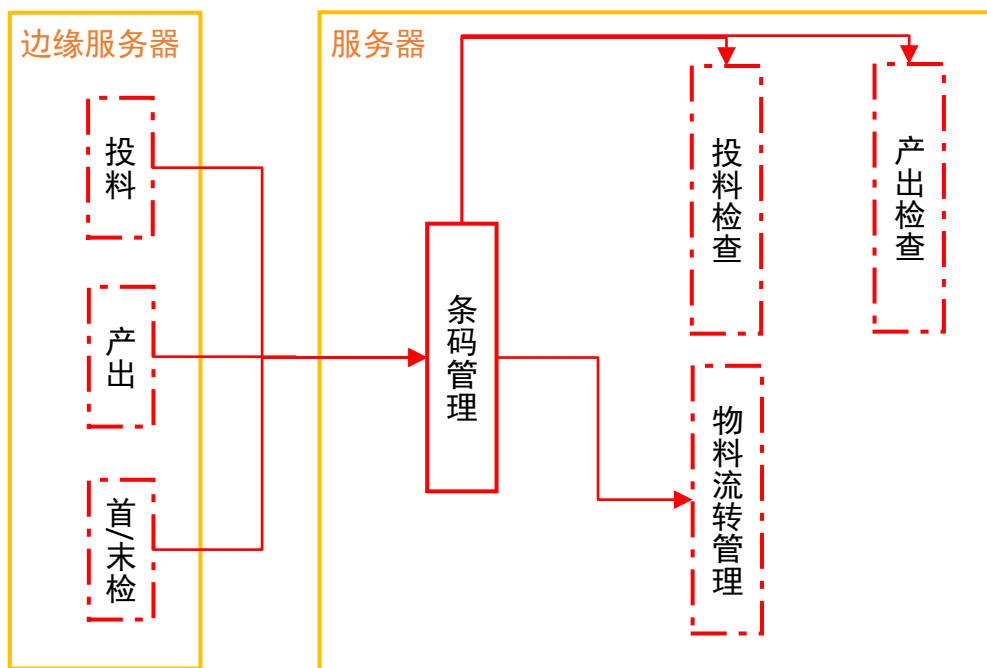 边缘服务器
服务器
投料
产出
首/末检
条码管理
投料检查
产出检查
物料流转管理